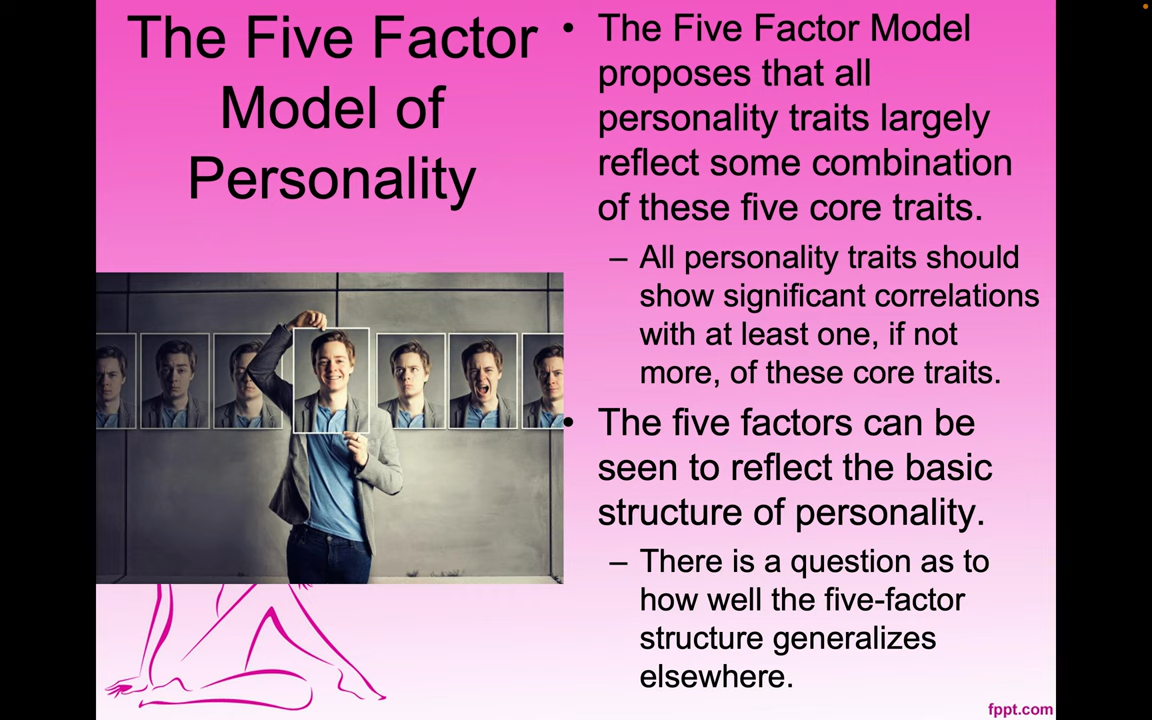 The Five Factor
Model of
Personality
• The Five Factor Model
proposes that all
personality traits largely
reflect some combination
of these five core traits.
– All personality traits should
show significant correlations
with at least one, if not
more, of these core traits.
• The five factors can be
seen to reflect the basic
structure of personality.
– There is a question as to
how well the five-factor
structure generalizes
elsewhere.
fppt.com